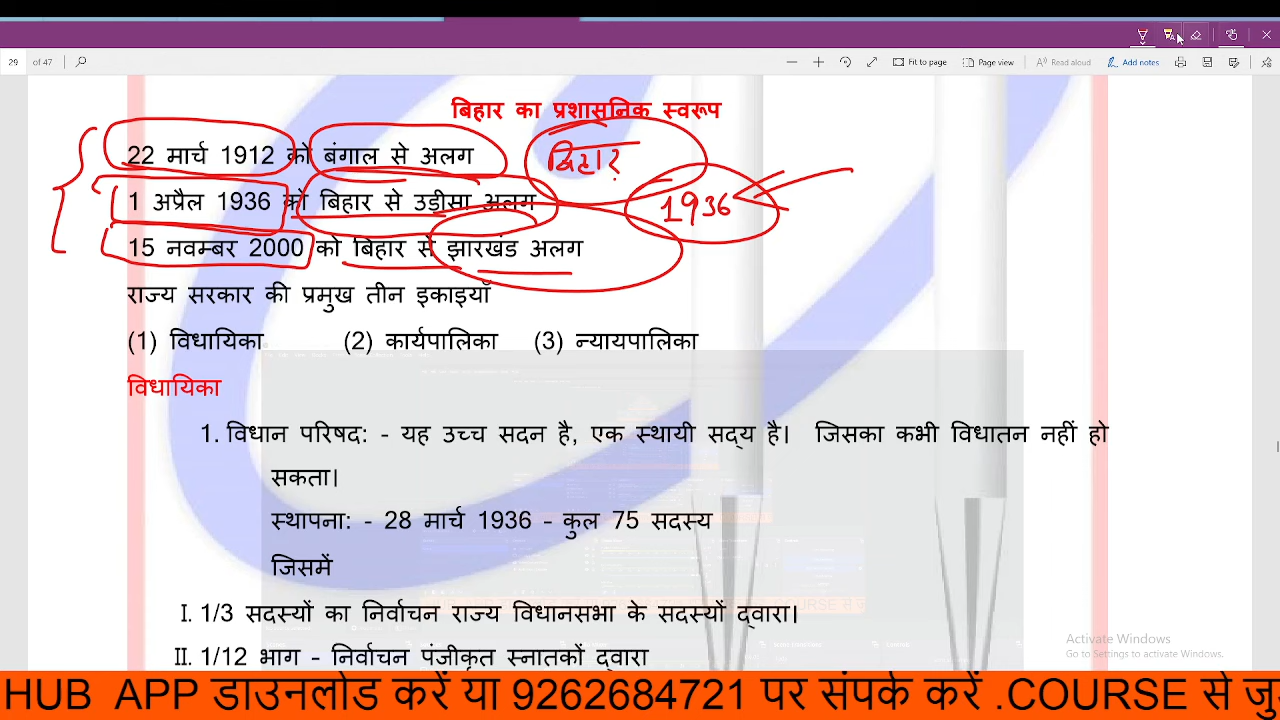 29 of 47 Fit to page Page view Read aloud Add notes
बिहार का प्रशासनिक स्वरूप
22 मार्च 1912 को बंगाल से अलग बिहार
1 अप्रैल 1936 को बिहार से उड़ीसा अलग 1936
15 नवम्बर 2000 को बिहार से झारखंड अलग
राज्य सरकार की प्रमुख तीन इकाइयाँ
(1) विधायिका (2) कार्यपालिका (3) न्यायपालिका
विधायिका
1. विधान परिषद: - यह उच्च सदन है, एक स्थायी सद्य है। जिसका कभी विधातन नहीं हो
सकता।
स्थापना: - 28 मार्च 1936 - कुल 75 सदस्य
जिसमें
I. 1/3 सदस्यों का निर्वाचन राज्य विधानसभा के सदस्यों द्वारा।
II. 1/12 भाग - निर्वाचन पंजीकृत स्नातकों द्वारा
Activate Windows
Go to Settings to activate Windows.
HUB APP डाउनलोड करें या 9262684721 पर संपर्क करें .COURSE से जु